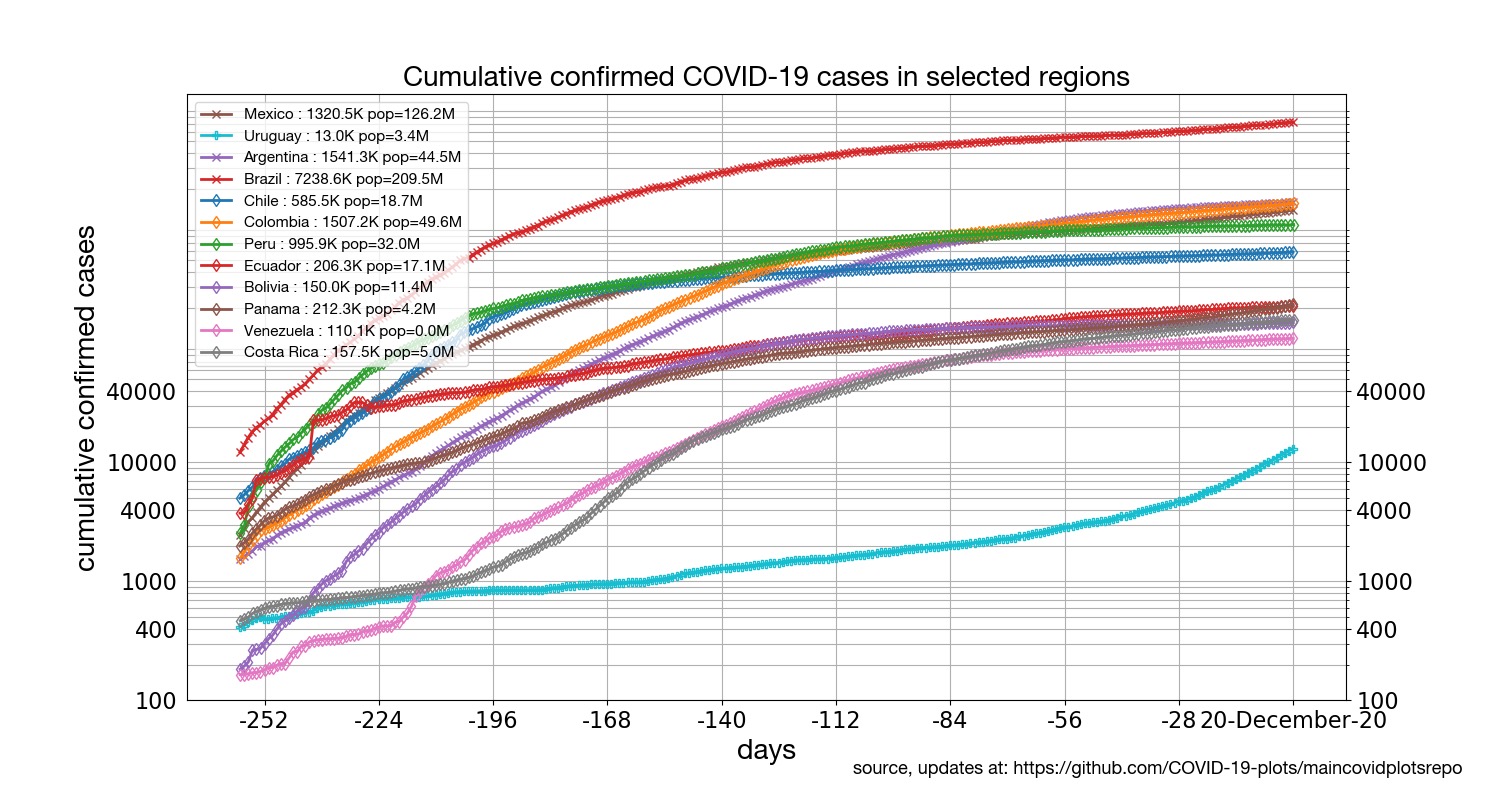 Cumulative confirmed COVID-19 cases in selected regions
Mexico : 1320.5K pop=126.2M
Uruguay : 13.0K pop=3.4M
Argentina : 1541.3K pop=44.5M
Brazil : 7238.6K pop=209.5M
Chile : 585.5K pop=18.7M
Colombia : 1507.2K pop=49.6M
Peru : 995.9K pop=32.0M
Ecuador : 206.3K pop=17.1M
Bolivia : 150.0K pop=11.4M
Panama : 212.3K pop=4.2M
Venezuela : 110.1K pop=0.0M
Costa Rica : 157.5K pop=5.0M
cumulative confirmed cases
40000 40000
10000 10000
4000 4000
1000 1000
400 400
100 100
-252 -224 -196 -168 -140 -112 -84 -56 -28 20-December-20
days
source, updates at: https://github.com/COVID-19-plots/maincovidplotsrepo